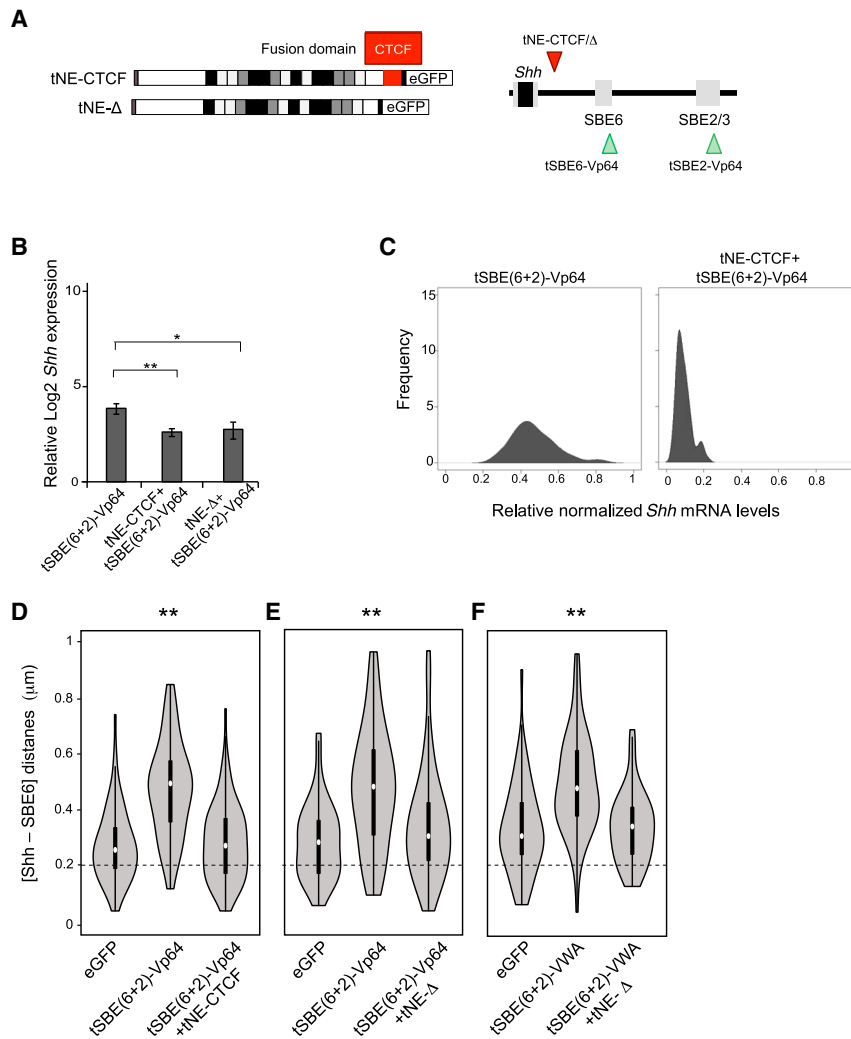 A
Fusion domain
CTCF
tNE-CTCF
eGFP
tNE-Δ
eGFP
tNE-CTCF/Δ
Shh
SBE6
SBE2/3
tSBE6-Vp64
tSBE2-Vp64
B
Relative Log2 Shh expression
10
5
0
*
**
tSBE(6+2)-Vp64
tNE-CTCF+
tSBE(6+2)-Vp64
tNE-Δ+
tSBE(6+2)-Vp64
C
tSBE(6+2)-Vp64
tNE-CTCF+
tSBE(6+2)-Vp64
Frequency
15
10
5
0
0 0.2 0.4 0.6 0.8 1
0 0.2 0.4 0.6 0.8
Relative normalized Shh mRNA levels
D
**
E
**
F
**
[Shh – SBE6] distanes (μm)
1
0.8
0.6
0.4
0.2
0
eGFP
tSBE(6+2)-Vp64
tSBE(6+2)-Vp64
+tNE-CTCF
eGFP
tSBE(6+2)-Vp64
tSBE(6+2)-Vp64
+tNE-Δ
eGFP
tSBE(6+2)-VWA
tSBE(6+2)-VWA
+tNE- Δ